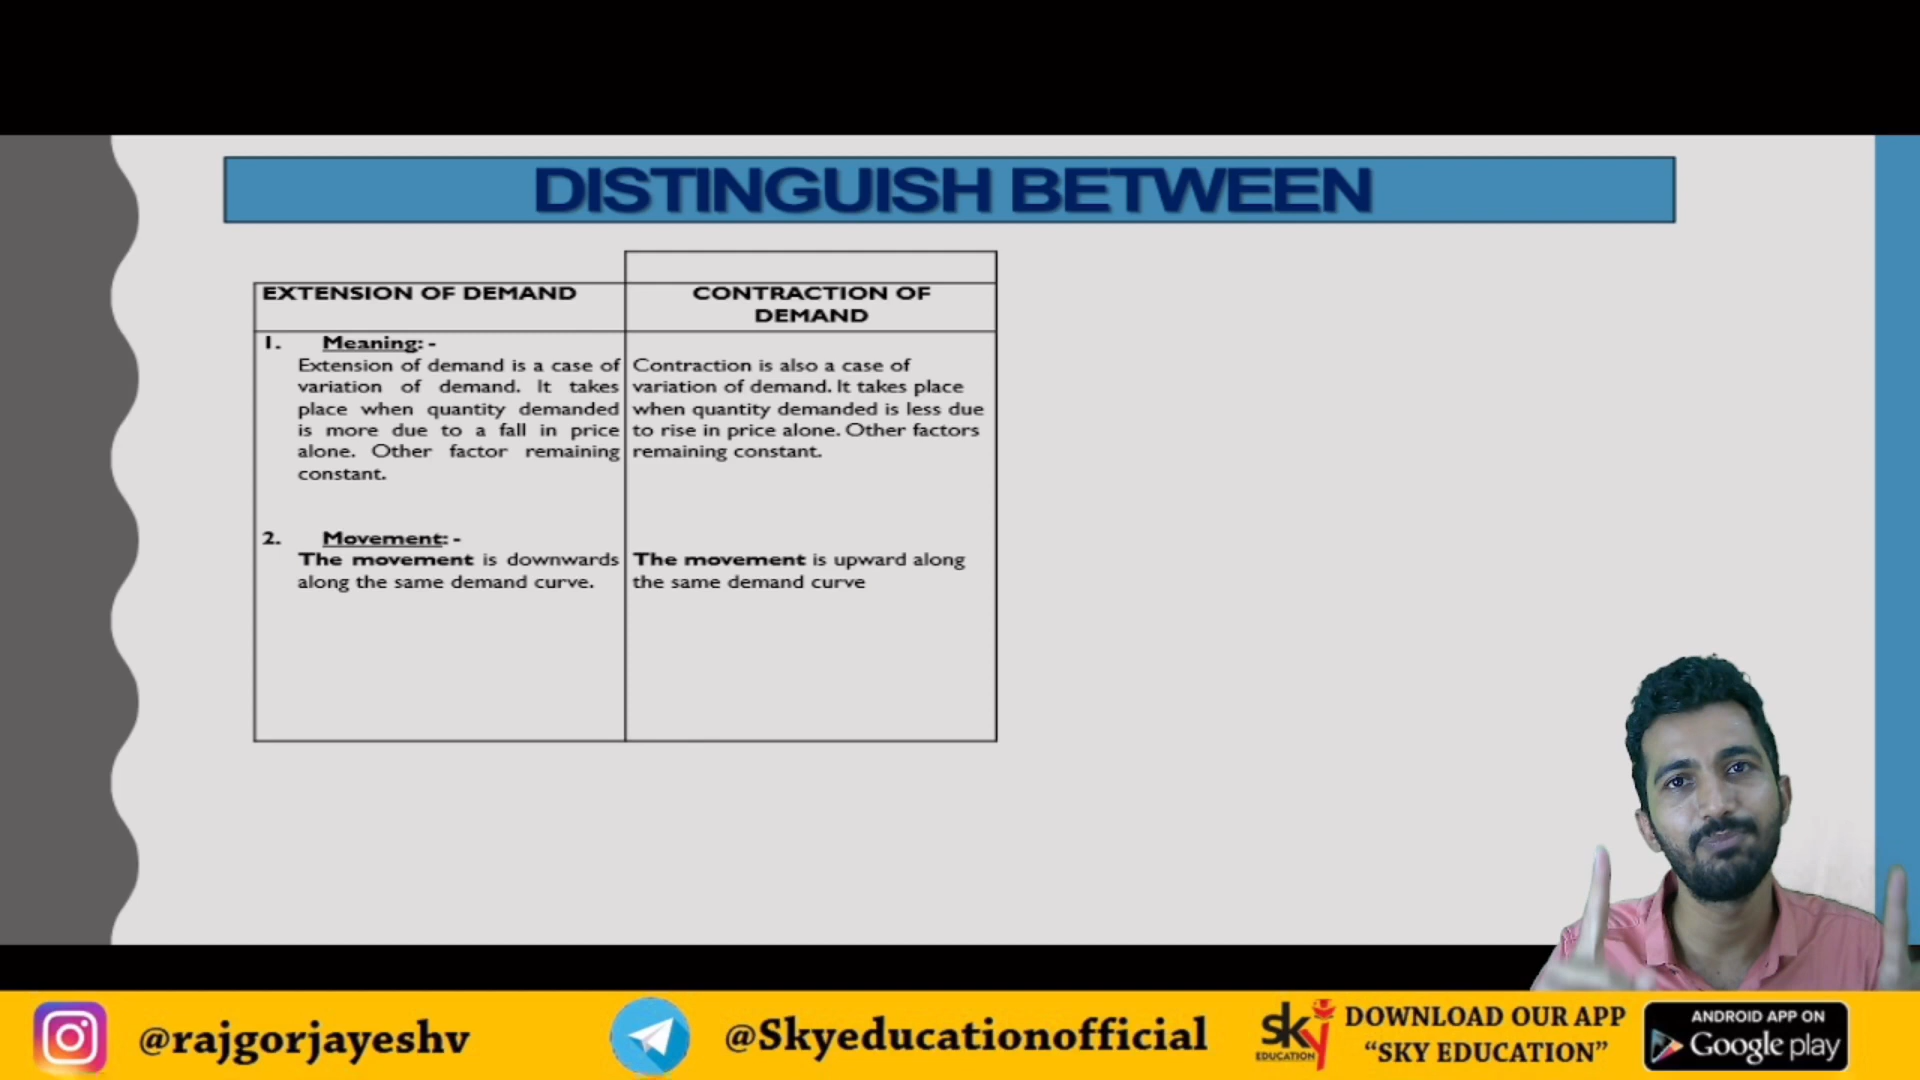 DISTINGUISH BETWEEN
EXTENSION OF DEMAND
CONTRACTION OF
DEMAND
1. Meaning: -
Extension of demand is a case of
variation of demand. It takes
place when quantity demanded
is more due to a fall in price
alone. Other factor remaining
constant.
Contraction is also a case of
variation of demand. It takes place
when quantity demanded is less due
to rise in price alone. Other factors
remaining constant.
2. Movement: -
The movement is downwards
along the same demand curve.
The movement is upward along
the same demand curve
@rajgorjayeshv
@Skyeducationofficial
sky
EDUCATION
DOWNLOAD OUR APP
“SKY EDUCATION”
ANDROID APP ON
Google play